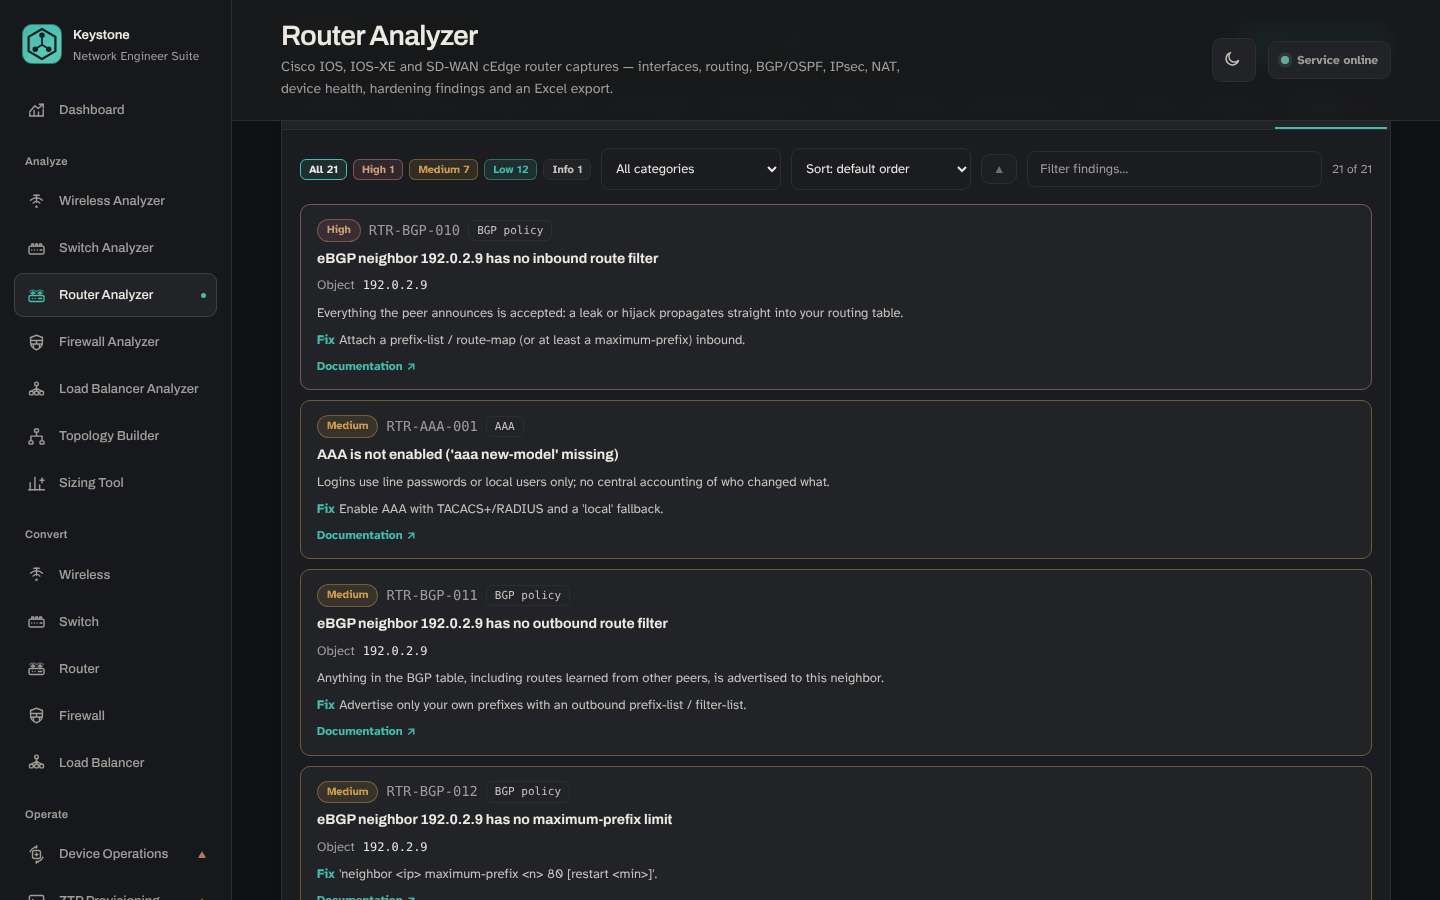 Keystone
Network Engineer Suite
Dashboard
Analyze
Wireless Analyzer
Switch Analyzer
Router Analyzer
Firewall Analyzer
Load Balancer Analyzer
Topology Builder
Sizing Tool
Convert
Wireless
Switch
Router
Firewall
Load Balancer
Operate
Device Operations
ZTP Provisioning
Router Analyzer
Cisco IOS, IOS-XE and SD-WAN cEdge router captures — interfaces, routing, BGP/OSPF, IPsec, NAT,
device health, hardening findings and an Excel export.
Service online
All 21 High 1 Medium 7 Low 12 Info 1 All categories Sort: default order ▲ Filter findings... 21 of 21
High RTR-BGP-010 BGP policy
eBGP neighbor 192.0.2.9 has no inbound route filter
Object 192.0.2.9
Everything the peer announces is accepted: a leak or hijack propagates straight into your routing table.
Fix Attach a prefix-list / route-map (or at least a maximum-prefix) inbound.
Documentation ↗
Medium RTR-AAA-001 AAA
AAA is not enabled ('aaa new-model' missing)
Logins use line passwords or local users only; no central accounting of who changed what.
Fix Enable AAA with TACACS+/RADIUS and a 'local' fallback.
Documentation ↗
Medium RTR-BGP-011 BGP policy
eBGP neighbor 192.0.2.9 has no outbound route filter
Object 192.0.2.9
Anything in the BGP table, including routes learned from other peers, is advertised to this neighbor.
Fix Advertise only your own prefixes with an outbound prefix-list / filter-list.
Documentation ↗
Medium RTR-BGP-012 BGP policy
eBGP neighbor 192.0.2.9 has no maximum-prefix limit
Object 192.0.2.9
Fix 'neighbor <ip> maximum-prefix <n> 80 [restart <min>]'.
Documentation ↗